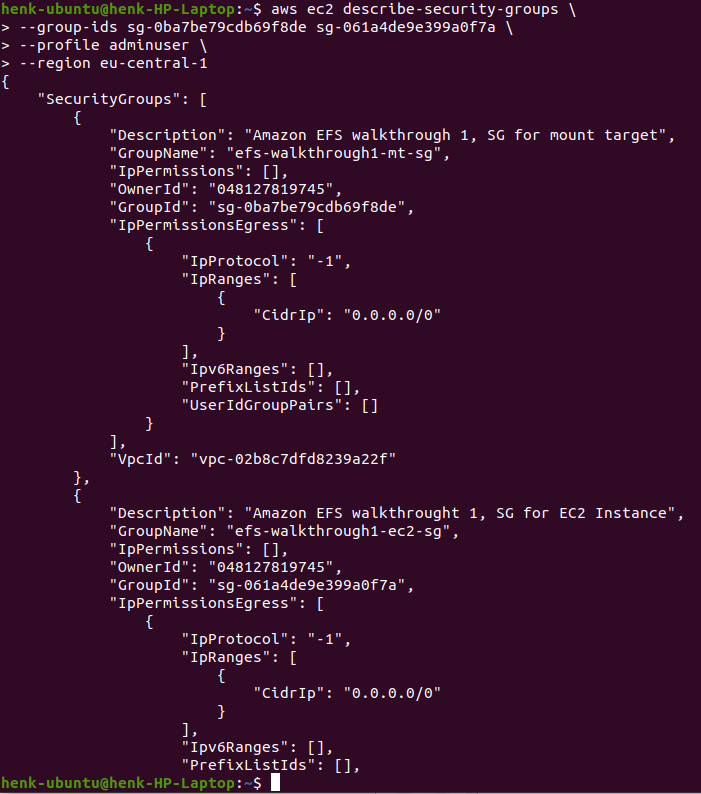 henk-ubuntu@henk-HP-Laptop:~$ aws ec2 describe-security-groups \
> --group-ids sg-0ba7be79cdb69f8de sg-061a4de9e399a0f7a \
> --profile adminuser \
> --region eu-central-1
{
    "SecurityGroups": [
        {
            "Description": "Amazon EFS walkthrough 1, SG for mount target",
            "GroupName": "efs-walkthrough1-mt-sg",
            "IpPermissions": [],
            "OwnerId": "048127819745",
            "GroupId": "sg-0ba7be79cdb69f8de",
            "IpPermissionsEgress": [
                {
                    "IpProtocol": "-1",
                    "IpRanges": [
                        {
                            "CidrIp": "0.0.0.0/0"
                        }
                    ],
                    "Ipv6Ranges": [],
                    "PrefixListIds": [],
                    "UserIdGroupPairs": []
                }
            ],
            "VpcId": "vpc-02b8c7dfd8239a22f"
        },
        {
            "Description": "Amazon EFS walkthrought 1, SG for EC2 Instance",
            "GroupName": "efs-walkthrough1-ec2-sg",
            "IpPermissions": [],
            "OwnerId": "048127819745",
            "GroupId": "sg-061a4de9e399a0f7a",
            "IpPermissionsEgress": [
                {
                    "IpProtocol": "-1",
                    "IpRanges": [
                        {
                            "CidrIp": "0.0.0.0/0"
                        }
                    ],
                    "Ipv6Ranges": [],
                    "PrefixListIds": [],
henk-ubuntu@henk-HP-Laptop:~$